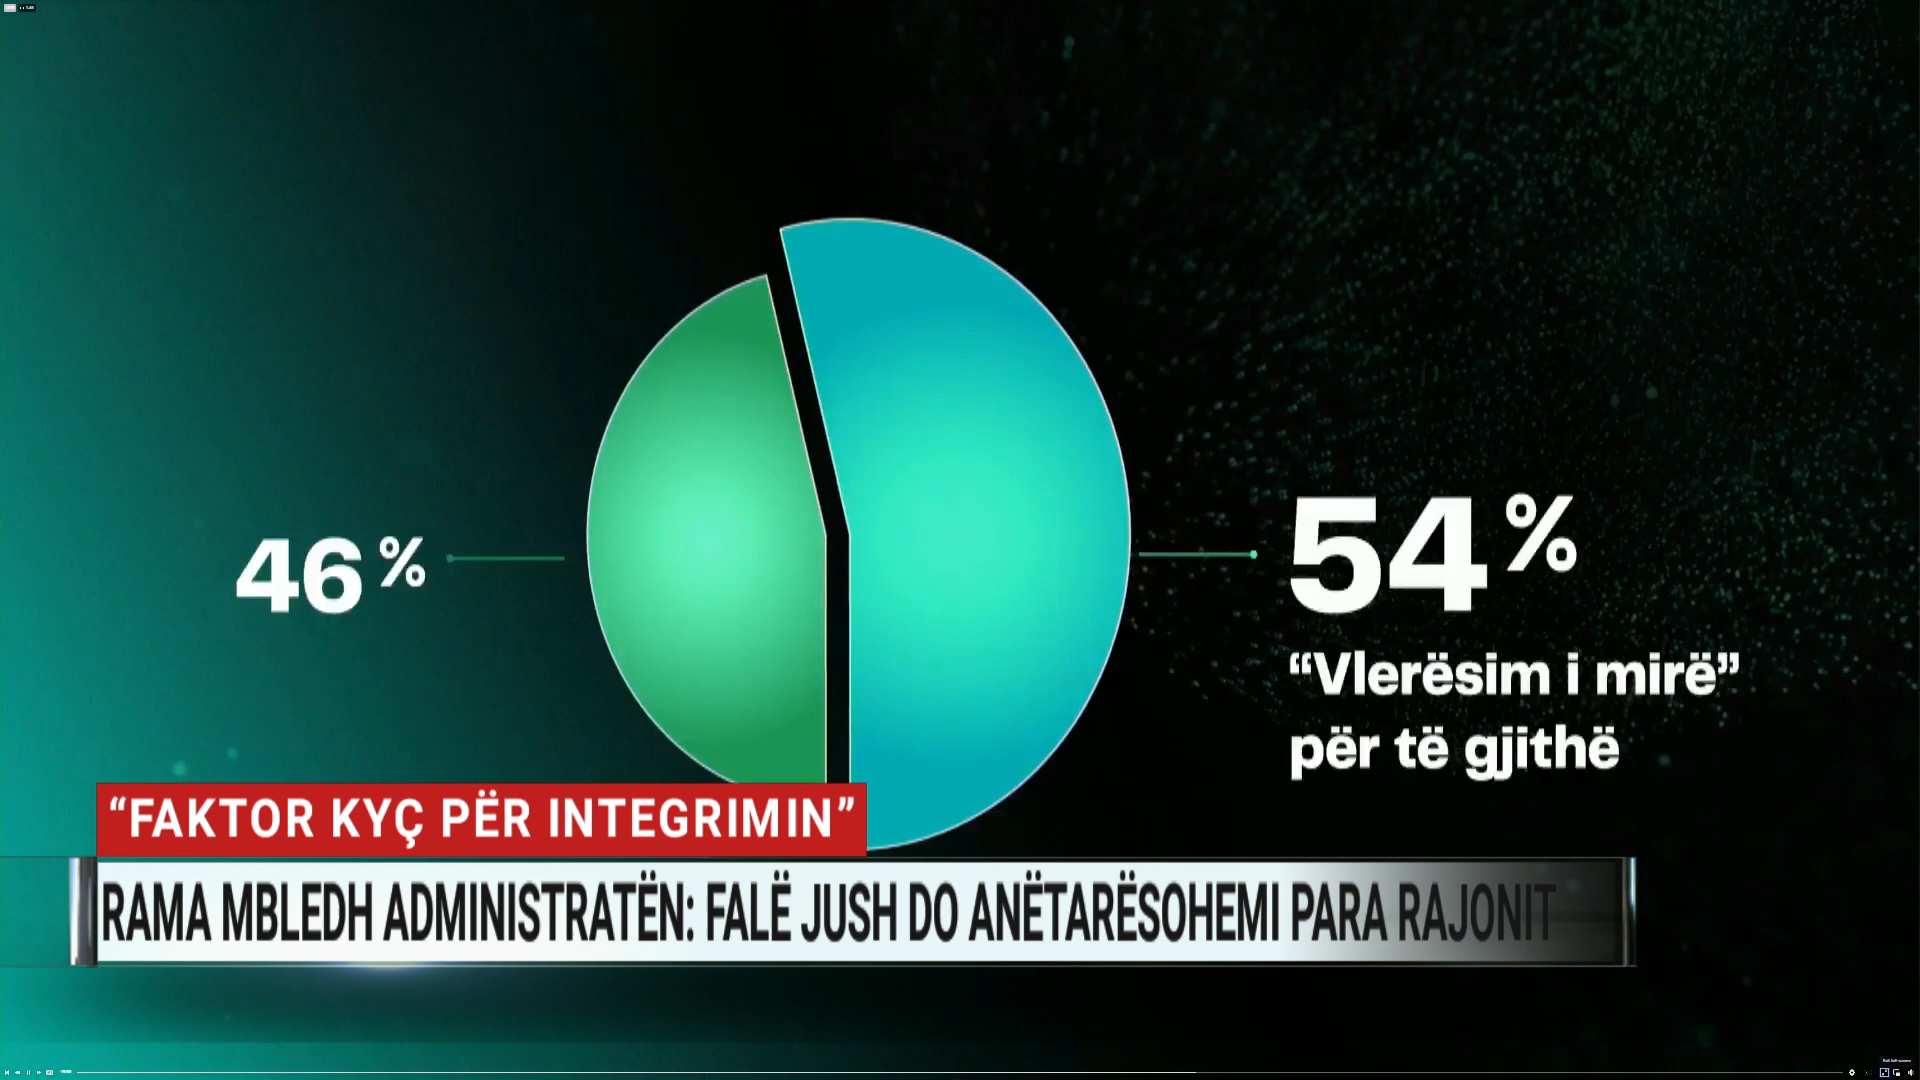 46%
54%
“Vlerësim i mirë”
për të gjithë
“FAKTOR KYÇ PËR INTEGRIMIN”
RAMA MBLEDH ADMINISTRATËN: FALË JUSH DO ANËTARËSOHEMI PARA RAJONIT